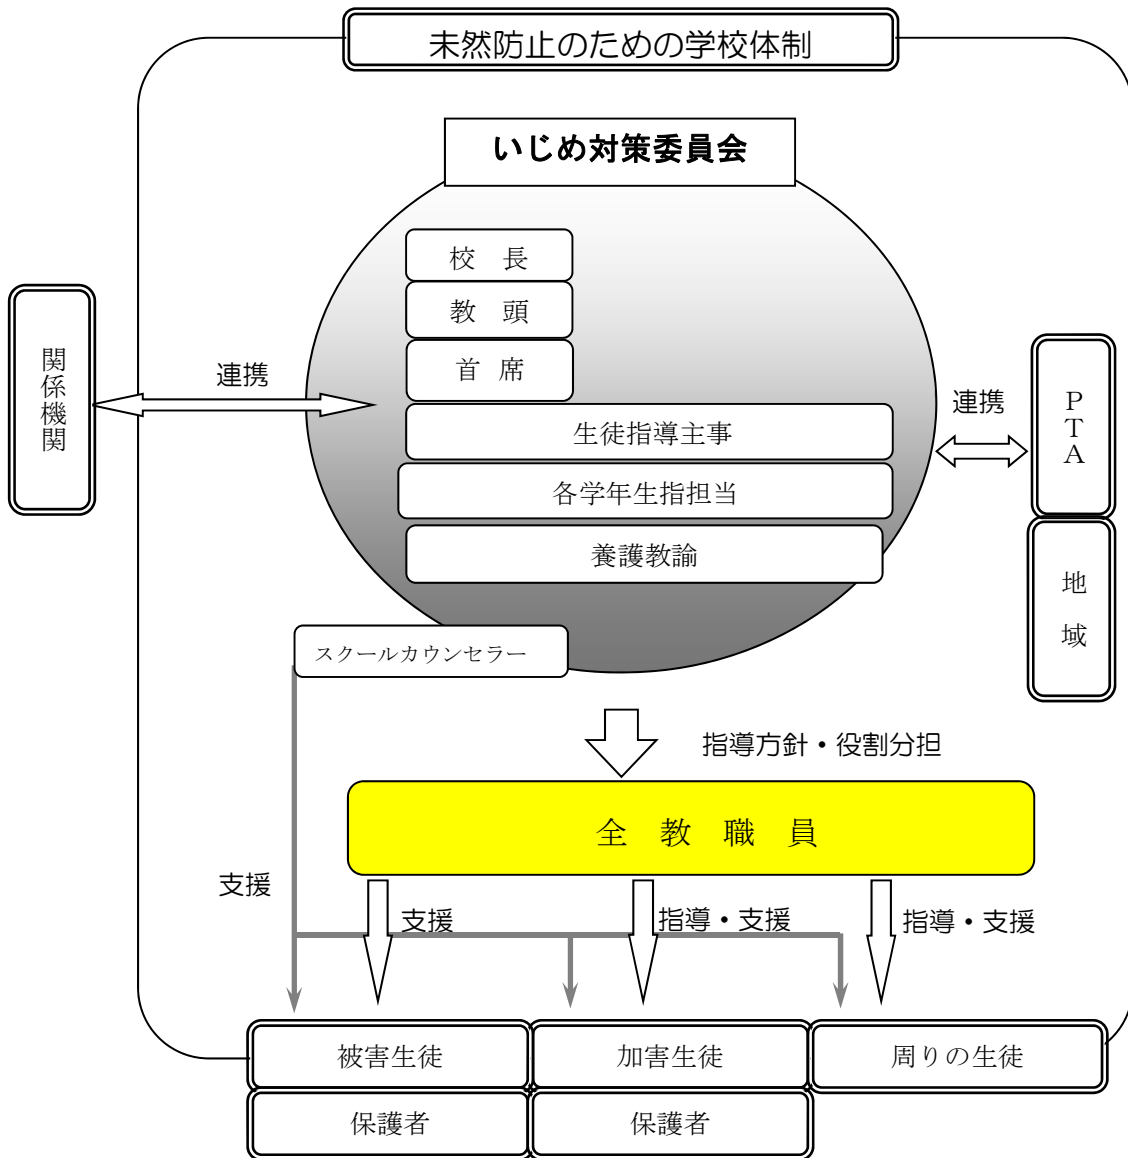 未然防止のための学校体制
いじめ対策委員会
校　長
教　頭
首 席
生徒指導主事
各学年生指担当
養護教諭
スクールカウンセラー
関係機関
連携
連携
ＰＴＡ
地域
指導方針・役割分担
全　教　職　員
支援
支援
指導・支援
指導・支援
被害生徒
加害生徒
周りの生徒
保護者
保護者